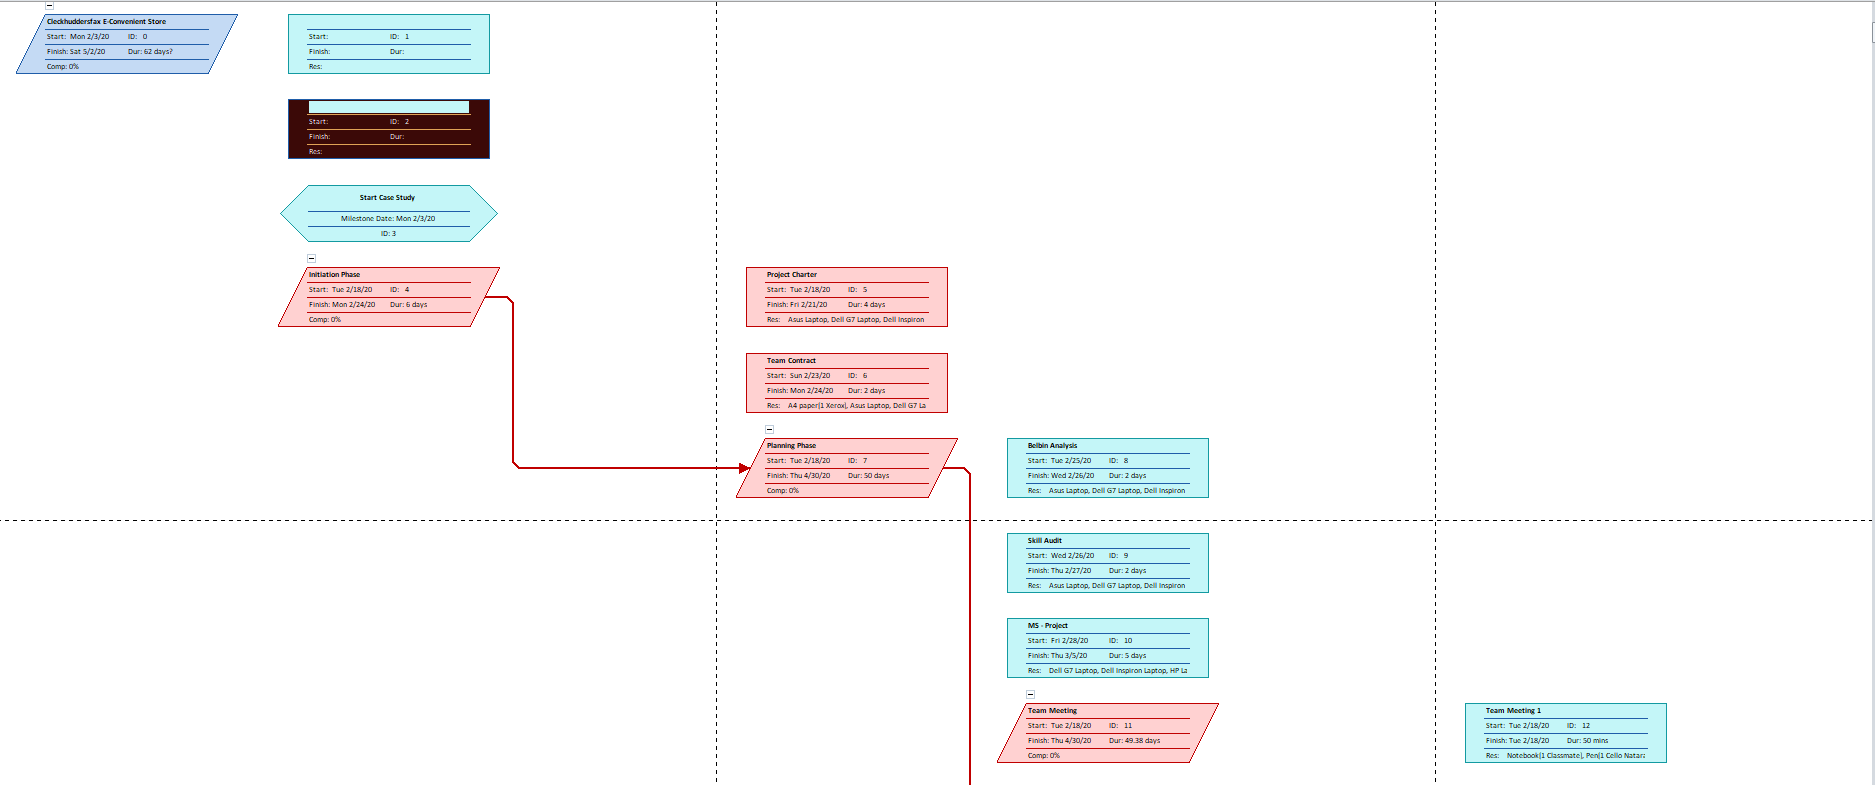 Cleckhuddersfax E-Convenient Store
Start: Mon 2/3/20 ID: 0
Finish: Sat 5/2/20 Dur: 62 days?
Comp: 0%
Start: ID: 1
Finish: Dur:
Res:
Start: ID: 2
Finish: Dur:
Res:
Start Case Study
Milestone Date: Mon 2/3/20
ID: 3
Initiation Phase
Start: Tue 2/18/20 ID: 4
Finish: Mon 2/24/20 Dur: 6 days
Comp: 0%
Project Charter
Start: Tue 2/18/20 ID: 5
Finish: Fri 2/21/20 Dur: 4 days
Res: Asus Laptop, Dell G7 Laptop, Dell Inspiron
Team Contract
Start: Sun 2/23/20 ID: 6
Finish: Mon 2/24/20 Dur: 2 days
Res: A4 paper[1 Xerox], Asus Laptop, Dell G7 La
Planning Phase
Start: Tue 2/18/20 ID: 7
Finish: Thu 4/30/20 Dur: 50 days
Comp: 0%
Belbin Analysis
Start: Tue 2/25/20 ID: 8
Finish: Wed 2/26/20 Dur: 2 days
Res: Asus Laptop, Dell G7 Laptop, Dell Inspiron
Skill Audit
Start: Wed 2/26/20 ID: 9
Finish: Thu 2/27/20 Dur: 2 days
Res: Asus Laptop, Dell G7 Laptop, Dell Inspiron
MS - Project
Start: Fri 2/28/20 ID: 10
Finish: Thu 3/5/20 Dur: 5 days
Res: Dell G7 Laptop, Dell Inspiron Laptop, HP La
Team Meeting
Start: Tue 2/18/20 ID: 11
Finish: Thu 4/30/20 Dur: 49.38 days
Comp: 0%
Team Meeting 1
Start: Tue 2/18/20 ID: 12
Finish: Tue 2/18/20 Dur: 50 mins
Res: Notebook[1 Classmate], Pen[1 Cello Natara